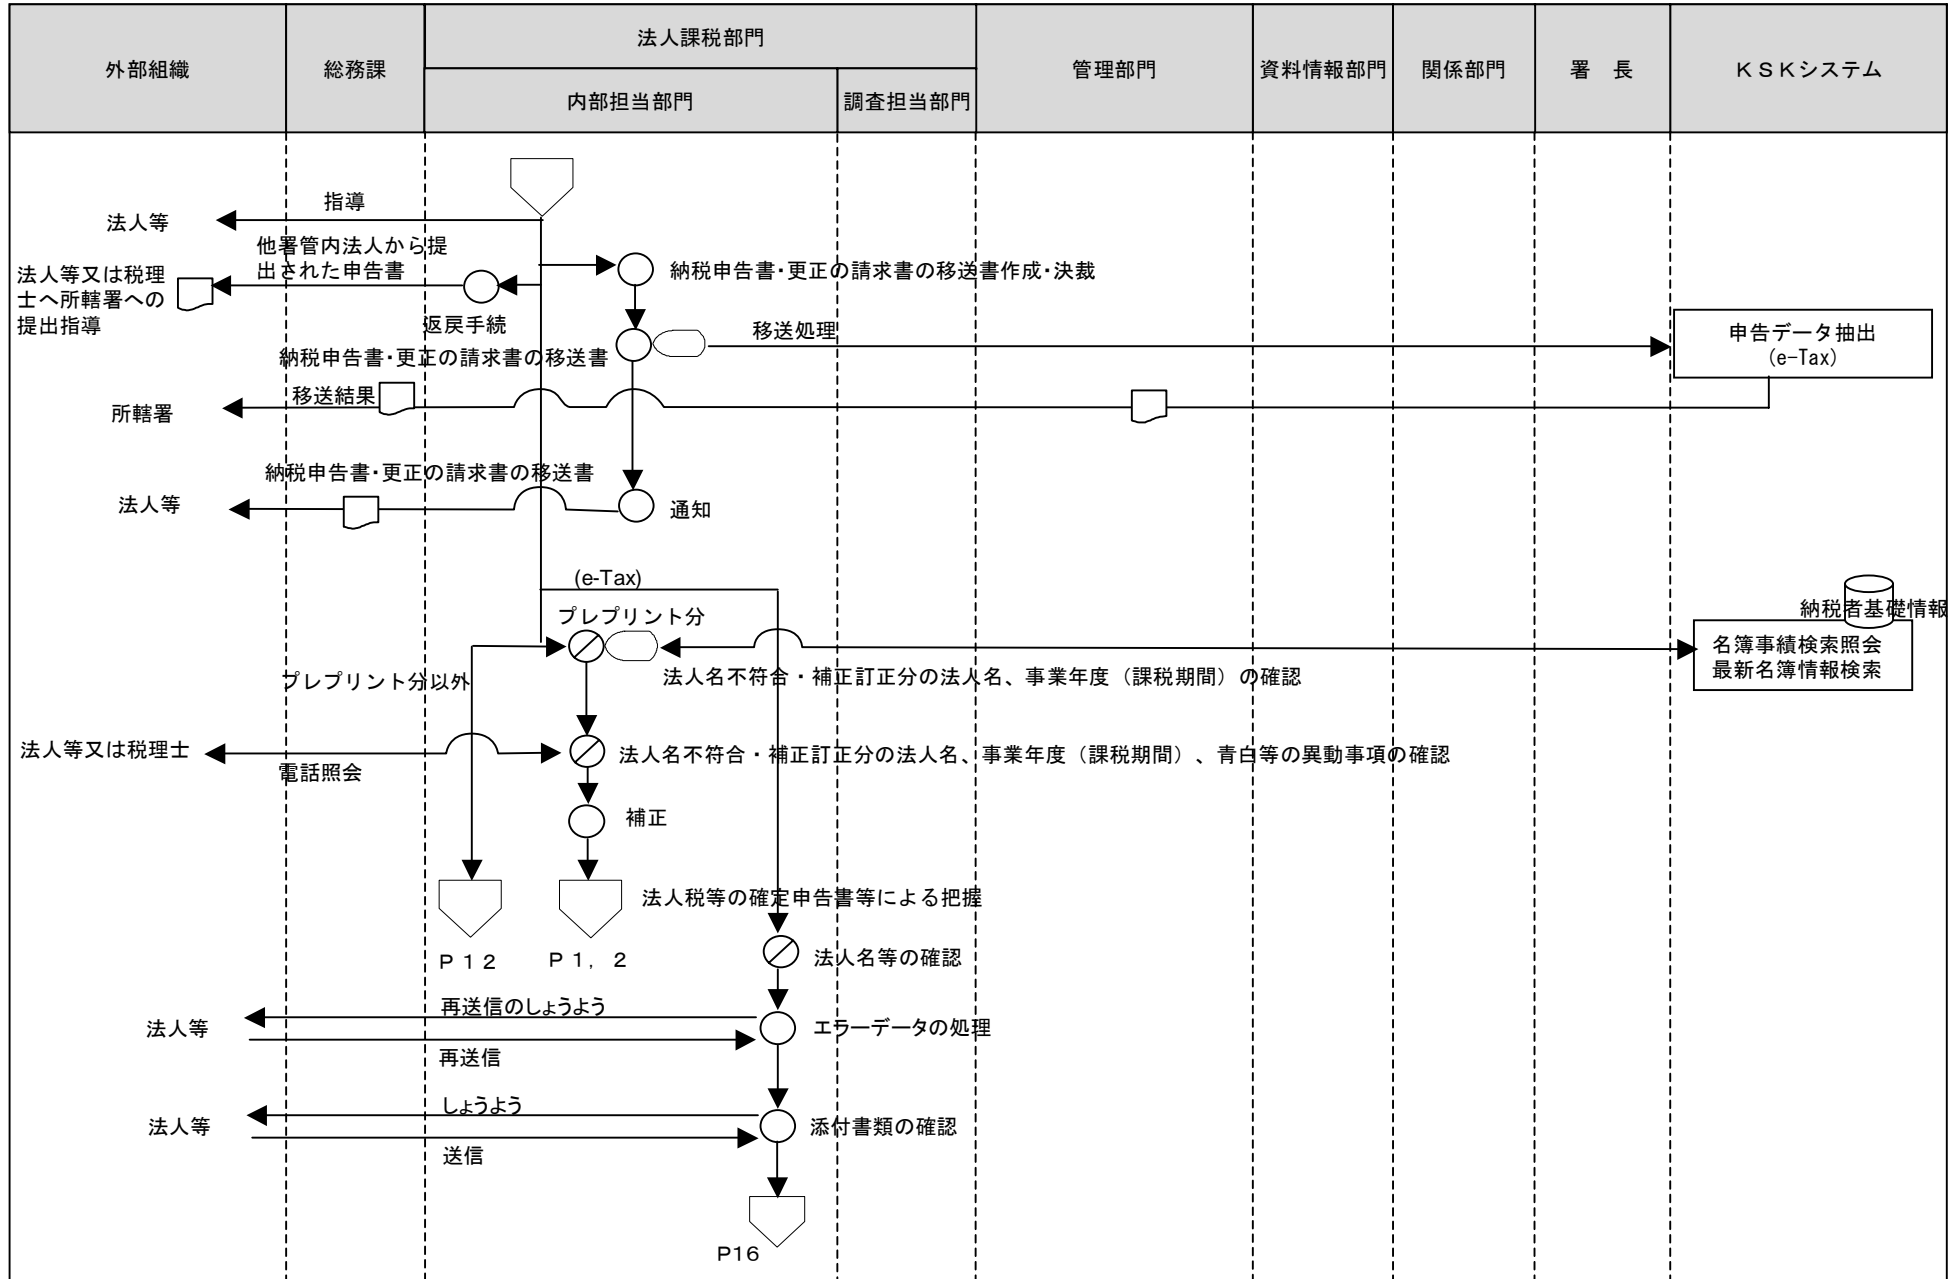 外部組織
総務課
法人課税部門
内部担当部門
調査担当部門
管理部門
資料情報部門
関係部門
署　長
ＫＳＫシステム
指導
法人等
他署管内法人から提
出された申告書
法人等又は税理
士へ所轄署への
提出指導
返戻手続
納税申告書・更正の請求書の移送書作成・決裁
移送処理
申告データ抽出
(e-Tax)
納税申告書・更正の請求書の移送書
移送結果
所轄署
納税申告書・更正の請求書の移送書
法人等
通知
(e-Tax)
プレプリント分
納税者基礎情報
名簿事績検索照会
最新名簿情報検索
プレプリント分以外
法人名不符合・補正訂正分の法人名、事業年度（課税期間）の確認
法人等又は税理士
電話照会
法人名不符合・補正訂正分の法人名、事業年度（課税期間）、青白等の異動事項の確認
補正
法人税等の確定申告書等による把握
Ｐ１２
Ｐ１，２
法人名等の確認
再送信のしょうよう
法人等
エラーデータの処理
再送信
しょうよう
法人等
添付書類の確認
送信
P16